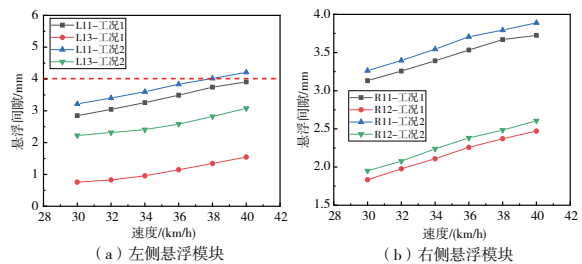 6
5
4
3
2
1
0
悬浮间隙/mm
L11-工况1
L13-工况1
L11-工况2
L13-工况2
28 30 32 34 36 38 40 42
速度/(km/h)
(a)左侧悬浮模块
4.0
3.5
3.0
2.5
2.0
1.5
悬浮间隙/mm
R11-工况1
R12-工况1
R11-工况2
R12-工况2
28 30 32 34 36 38 40 42
速度/(km/h)
(b)右侧悬浮模块